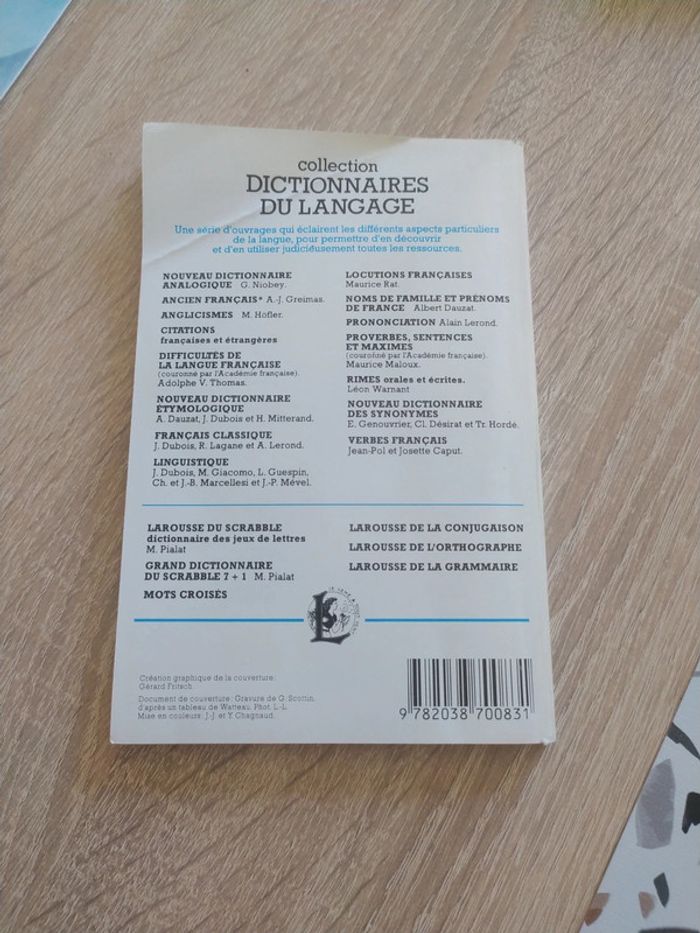 collection
DICTIONNAIRES
DU LANGAGE
Une série d'ouvrages qui éclairent les différents aspects particuliers
de la langue, pour permettre d'en découvrir
et d'en utiliser judicieusement toutes les ressources.
NOUVEAU DICTIONNAIRE
ANALOGIQUE G. Niobey.
ANCIEN FRANÇAIS* A.-J. Greimas.
ANGLICISMES M. Hofler.
CITATIONS
françaises et étrangères
DIFFICULTÉS DE
LA LANGUE FRANÇAISE
(couronné par l'Académie française).
Adolphe V. Thomas.
NOUVEAU DICTIONNAIRE
ÉTYMOLOGIQUE
A. Dauzat, J. Dubois et H. Mitterand.
FRANÇAIS CLASSIQUE
J. Dubois, R. Lagane et A. Lerond.
LINGUISTIQUE
J. Dubois, M. Giacomo, L. Guespin,
Ch. et J.-B. Marcellesi et J.-P. Mével.
LOCUTIONS FRANÇAISES
Maurice Rat.
NOMS DE FAMILLE ET PRÉNOMS
DE FRANCE Albert Dauzat.
PRONONCIATION Alain Lerond.
PROVERBES, SENTENCES
ET MAXIMES
(couronné par l'Académie française).
Maurice Maloux.
RIMES orales et écrites.
Léon Warnant
NOUVEAU DICTIONNAIRE
DES SYNONYMES
E. Genouvrier, Cl. Désirat et Tr. Hordé.
VERBES FRANÇAIS
Jean-Pol et Josette Caput.
LAROUSSE DU SCRABBLE
dictionnaire des jeux de lettres
M. Pialat
GRAND DICTIONNAIRE
DU SCRABBLE 7 + 1 M. Pialat
MOTS CROISÉS
LAROUSSE DE LA CONJUGAISON
LAROUSSE DE L'ORTHOGRAPHE
LAROUSSE DE LA GRAMMAIRE
L
Création graphique de la couverture :
Gérard Fritsch.
Document de couverture : Gravure de G. Scottin,
d'après un tableau de Watteau. Phot. L.-L.
Mise en couleurs : J.-J. et Y. Chagnaud.
9 782038 700831